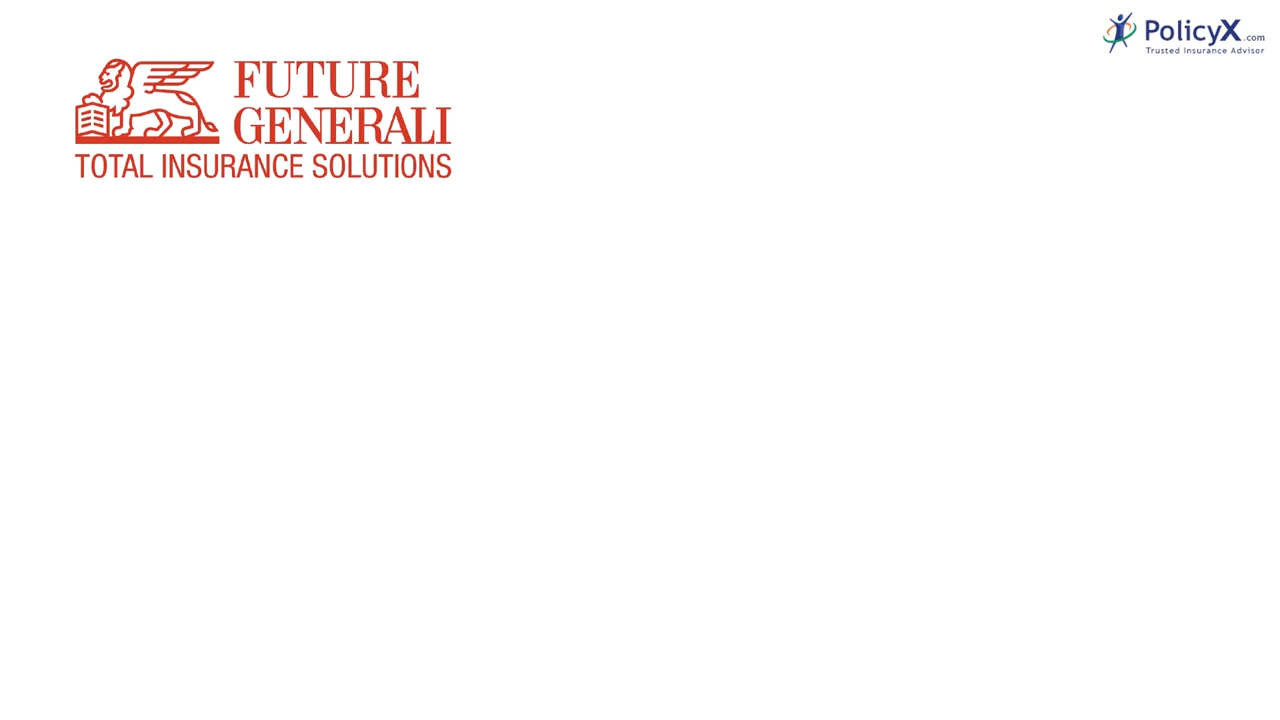 PolicyX.com
Trusted Insurance Advisor
FUTURE
GENERALI
TOTAL INSURANCE SOLUTIONS